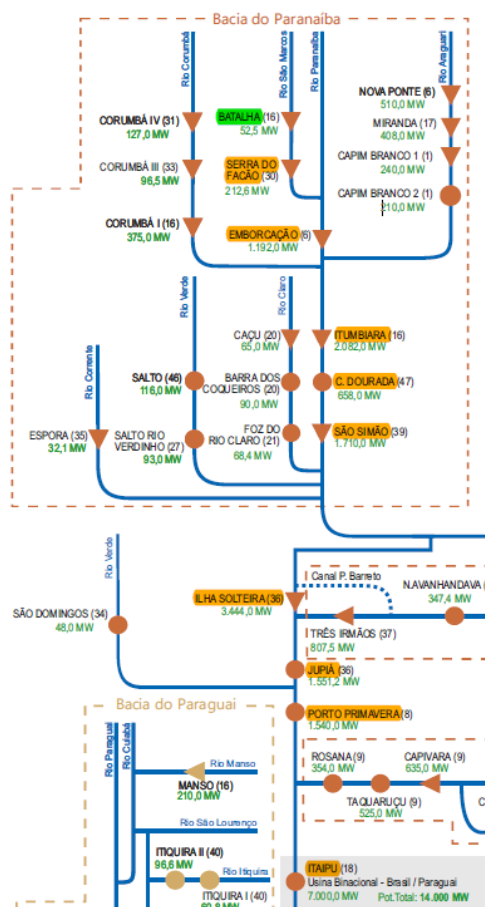 Bacia do Paranaíba
Rio Corumbá
Rio São Marcos
Rio Paranaíba
Rio Araguari
CORUMBÁ IV (31)
127,0 MW
BATALHA (16)
52,5 MW
NOVA PONTE (6)
510,0 MW
MIRANDA (17)
408,0 MW
CORUMBÁ III (33)
96,5 MW
SERRA DO
FACÃO (30)
212,6 MW
CAPIM BRANCO 1 (1)
240,0 MW
CAPIM BRANCO 2 (1)
210,0 MW
CORUMBÁ I (16)
375,0 MW
EMBORCAÇÃO (6)
1.192,0 MW
Rio Verde
Rio Claro
Rio Corrente
CAÇU (20)
65,0 MW
ITUMBIARA (16)
2.082,0 MW
SALTO (46)
116,0 MW
BARRA DOS
COQUEIROS (20)
90,0 MW
C. DOURADA (47)
658,0 MW
ESPORA (35)
32,1 MW
SALTO RIO
VERDINHO (27)
93,0 MW
FOZ DO
RIO CLARO (21)
68,4 MW
SÃO SIMÃO (39)
1.710,0 MW
Rio Verde
Canal P. Barreto
SÃO DOMINGOS (34)
48,0 MW
ILHA SOLTEIRA (36)
3.444,0 MW
N.AVANHANDAVA (
347,4 MW
TRÊS IRMÃOS (37)
807,5 MW
JUPIÁ (36)
1.551,2 MW
Bacia do Paraguai
PORTO PRIMAVERA (8)
1.540,0 MW
Rio Paraguai
Rio Cuiabá
Rio Manso
MANSO (16)
210,0 MW
ROSANA (9)
354,0 MW
CAPIVARA (9)
635,0 MW
TAQUARUÇU (9)
525,0 MW
C
Rio São Lourenço
ITIQUIRA II (40)
96,6 MW
Rio Itiquira
ITIQUIRA I (40)
60,8 MW
ITAIPU (18)
Usina Binacional - Brasil / Paraguai
7.000,0 MW Pot.Total: 14.000 MW